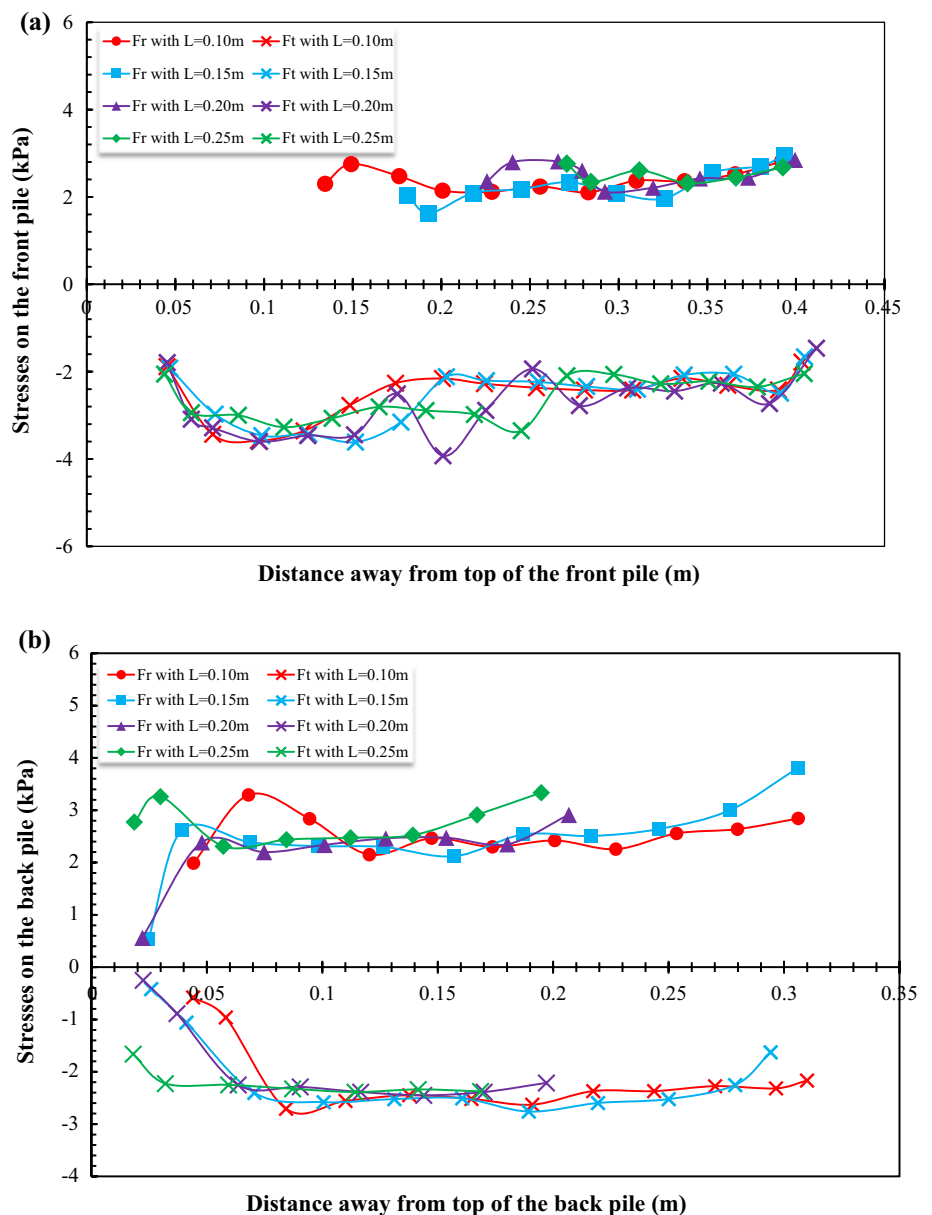 (a)
Stresses on the front pile (kPa)
6
4
2
0
-2
-4
-6
Fr with L=0.10m Ft with L=0.10m
Fr with L=0.15m Ft with L=0.15m
Fr with L=0.20m Ft with L=0.20m
Fr with L=0.25m Ft with L=0.25m
0 0.05 0.1 0.15 0.2 0.25 0.3 0.35 0.4 0.45
Distance away from top of the front pile (m)
(b)
Stresses on the back pile (kPa)
6
5
4
3
2
1
0
-1
-2
-3
-4
Fr with L=0.10m Ft with L=0.10m
Fr with L=0.15m Ft with L=0.15m
Fr with L=0.20m Ft with L=0.20m
Fr with L=0.25m Ft with L=0.25m
0 0.05 0.1 0.15 0.2 0.25 0.3 0.35
Distance away from top of the back pile (m)